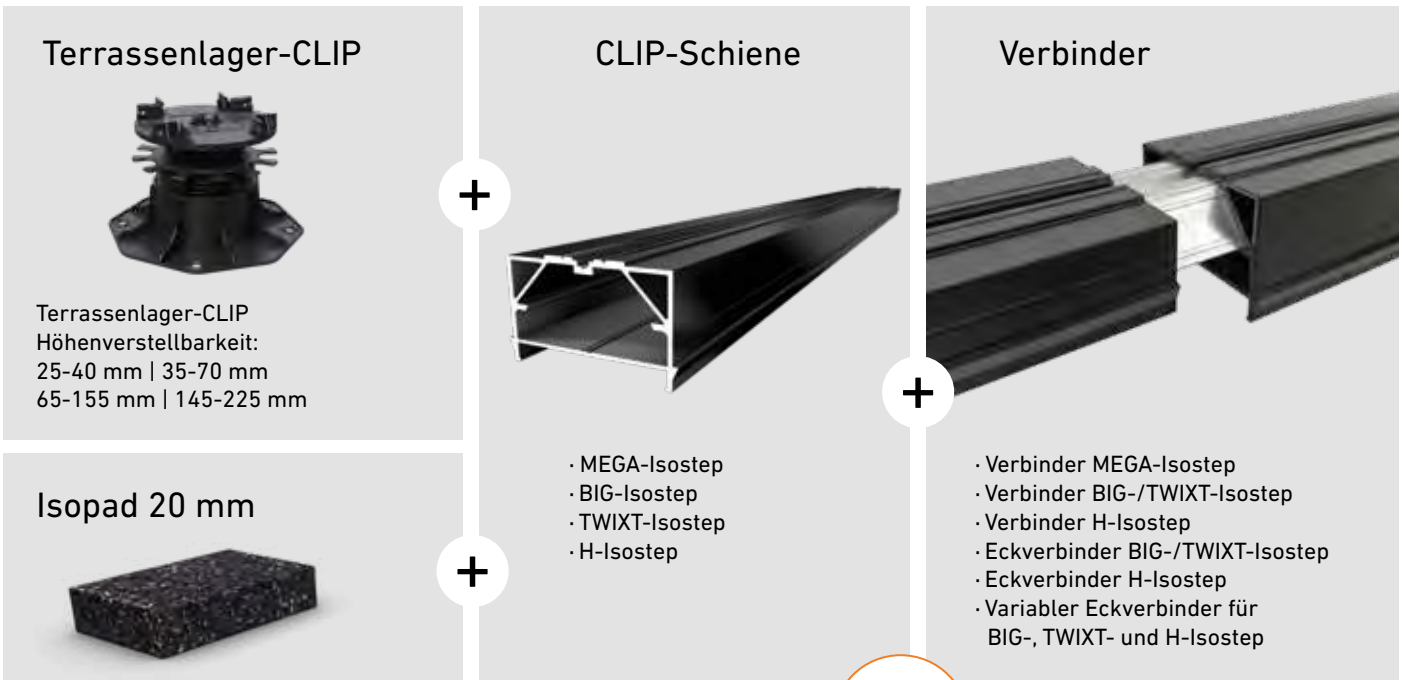 Terrassenlager-CLIP
Terrassenlager-CLIP
Höhenverstellbarkeit:
25-40 mm | 35-70 mm
65-155 mm | 145-225 mm
+
Isopad 20 mm
+
CLIP-Schiene
· MEGA-Isostep
· BIG-Isostep
· TWIXT-Isostep
· H-Isostep
+
Verbinder
· Verbinder MEGA-Isostep
· Verbinder BIG-/TWIXT-Isostep
· Verbinder H-Isostep
· Eckverbinder BIG-/TWIXT-Isostep
· Eckverbinder H-Isostep
· Variabler Eckverbinder für
BIG-, TWIXT- und H-Isostep